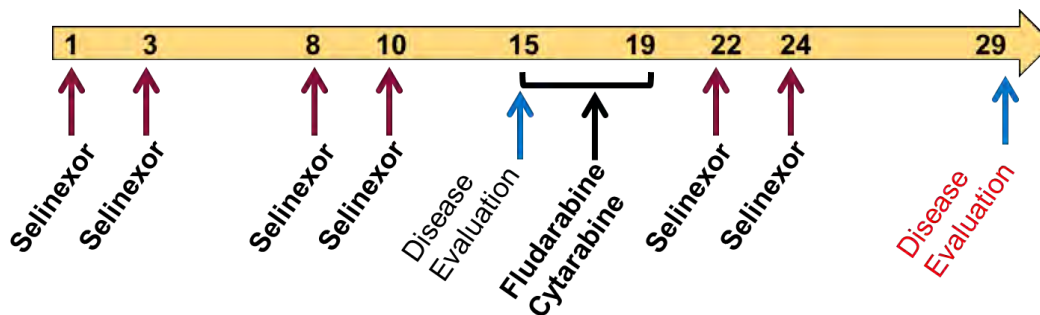 1 3 8 10 15 19 22 24 29
Selinexor
Selinexor
Selinexor
Selinexor
Disease
Evaluation
Fludarabine
Cytarabine
Selinexor
Selinexor
Disease
Evaluation